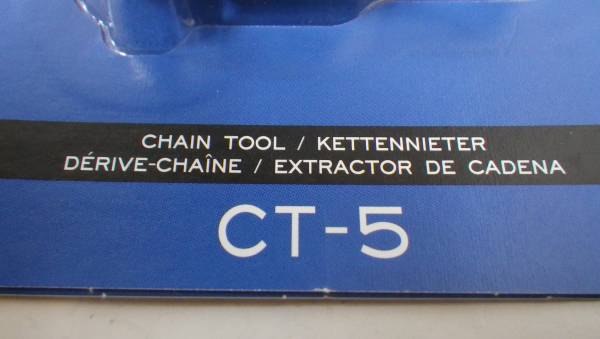 CHAIN TOOL / KETTENNIETER
DÉRIVE-CHAÎNE / EXTRACTOR DE CADENA
CT-5